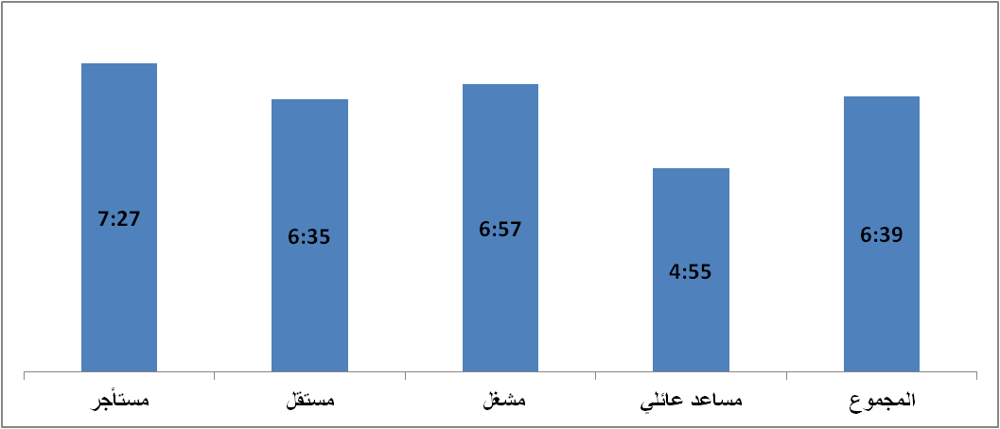 7:27
6:35
6:57
4:55
6:39
مستأجر
مستقل
مشغل
مساعد عائلي
المجموع